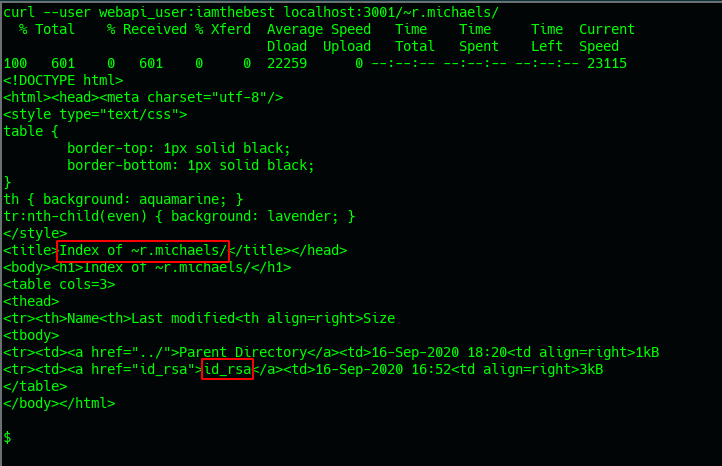 curl --user webapi_user:iamthebest localhost:3001/~r.michaels/
  % Total    % Received % Xferd  Average Speed   Time    Time     Time  Current
                                 Dload  Upload   Total   Spent    Left  Speed
100   601    0   601    0     0  22259      0 --:--:-- --:--:-- --:--:-- 23115
<!DOCTYPE html>
<html><head><meta charset="utf-8"/>
<style type="text/css">
table {
        border-top: 1px solid black;
        border-bottom: 1px solid black;
}
th { background: aquamarine; }
tr:nth-child(even) { background: lavender; }
</style>
<title>Index of ~r.michaels/</title></head>
<body><h1>Index of ~r.michaels/</h1>
<table cols=3>
<thead>
<tr><th>Name<th>Last modified<th align=right>Size
<tbody>
<tr><td><a href="../">Parent Directory</a><td>16-Sep-2020 18:20<td align=right>1kB
<tr><td><a href="id_rsa">id_rsa</a><td>16-Sep-2020 16:52<td align=right>3kB
</table>
</body></html>
$